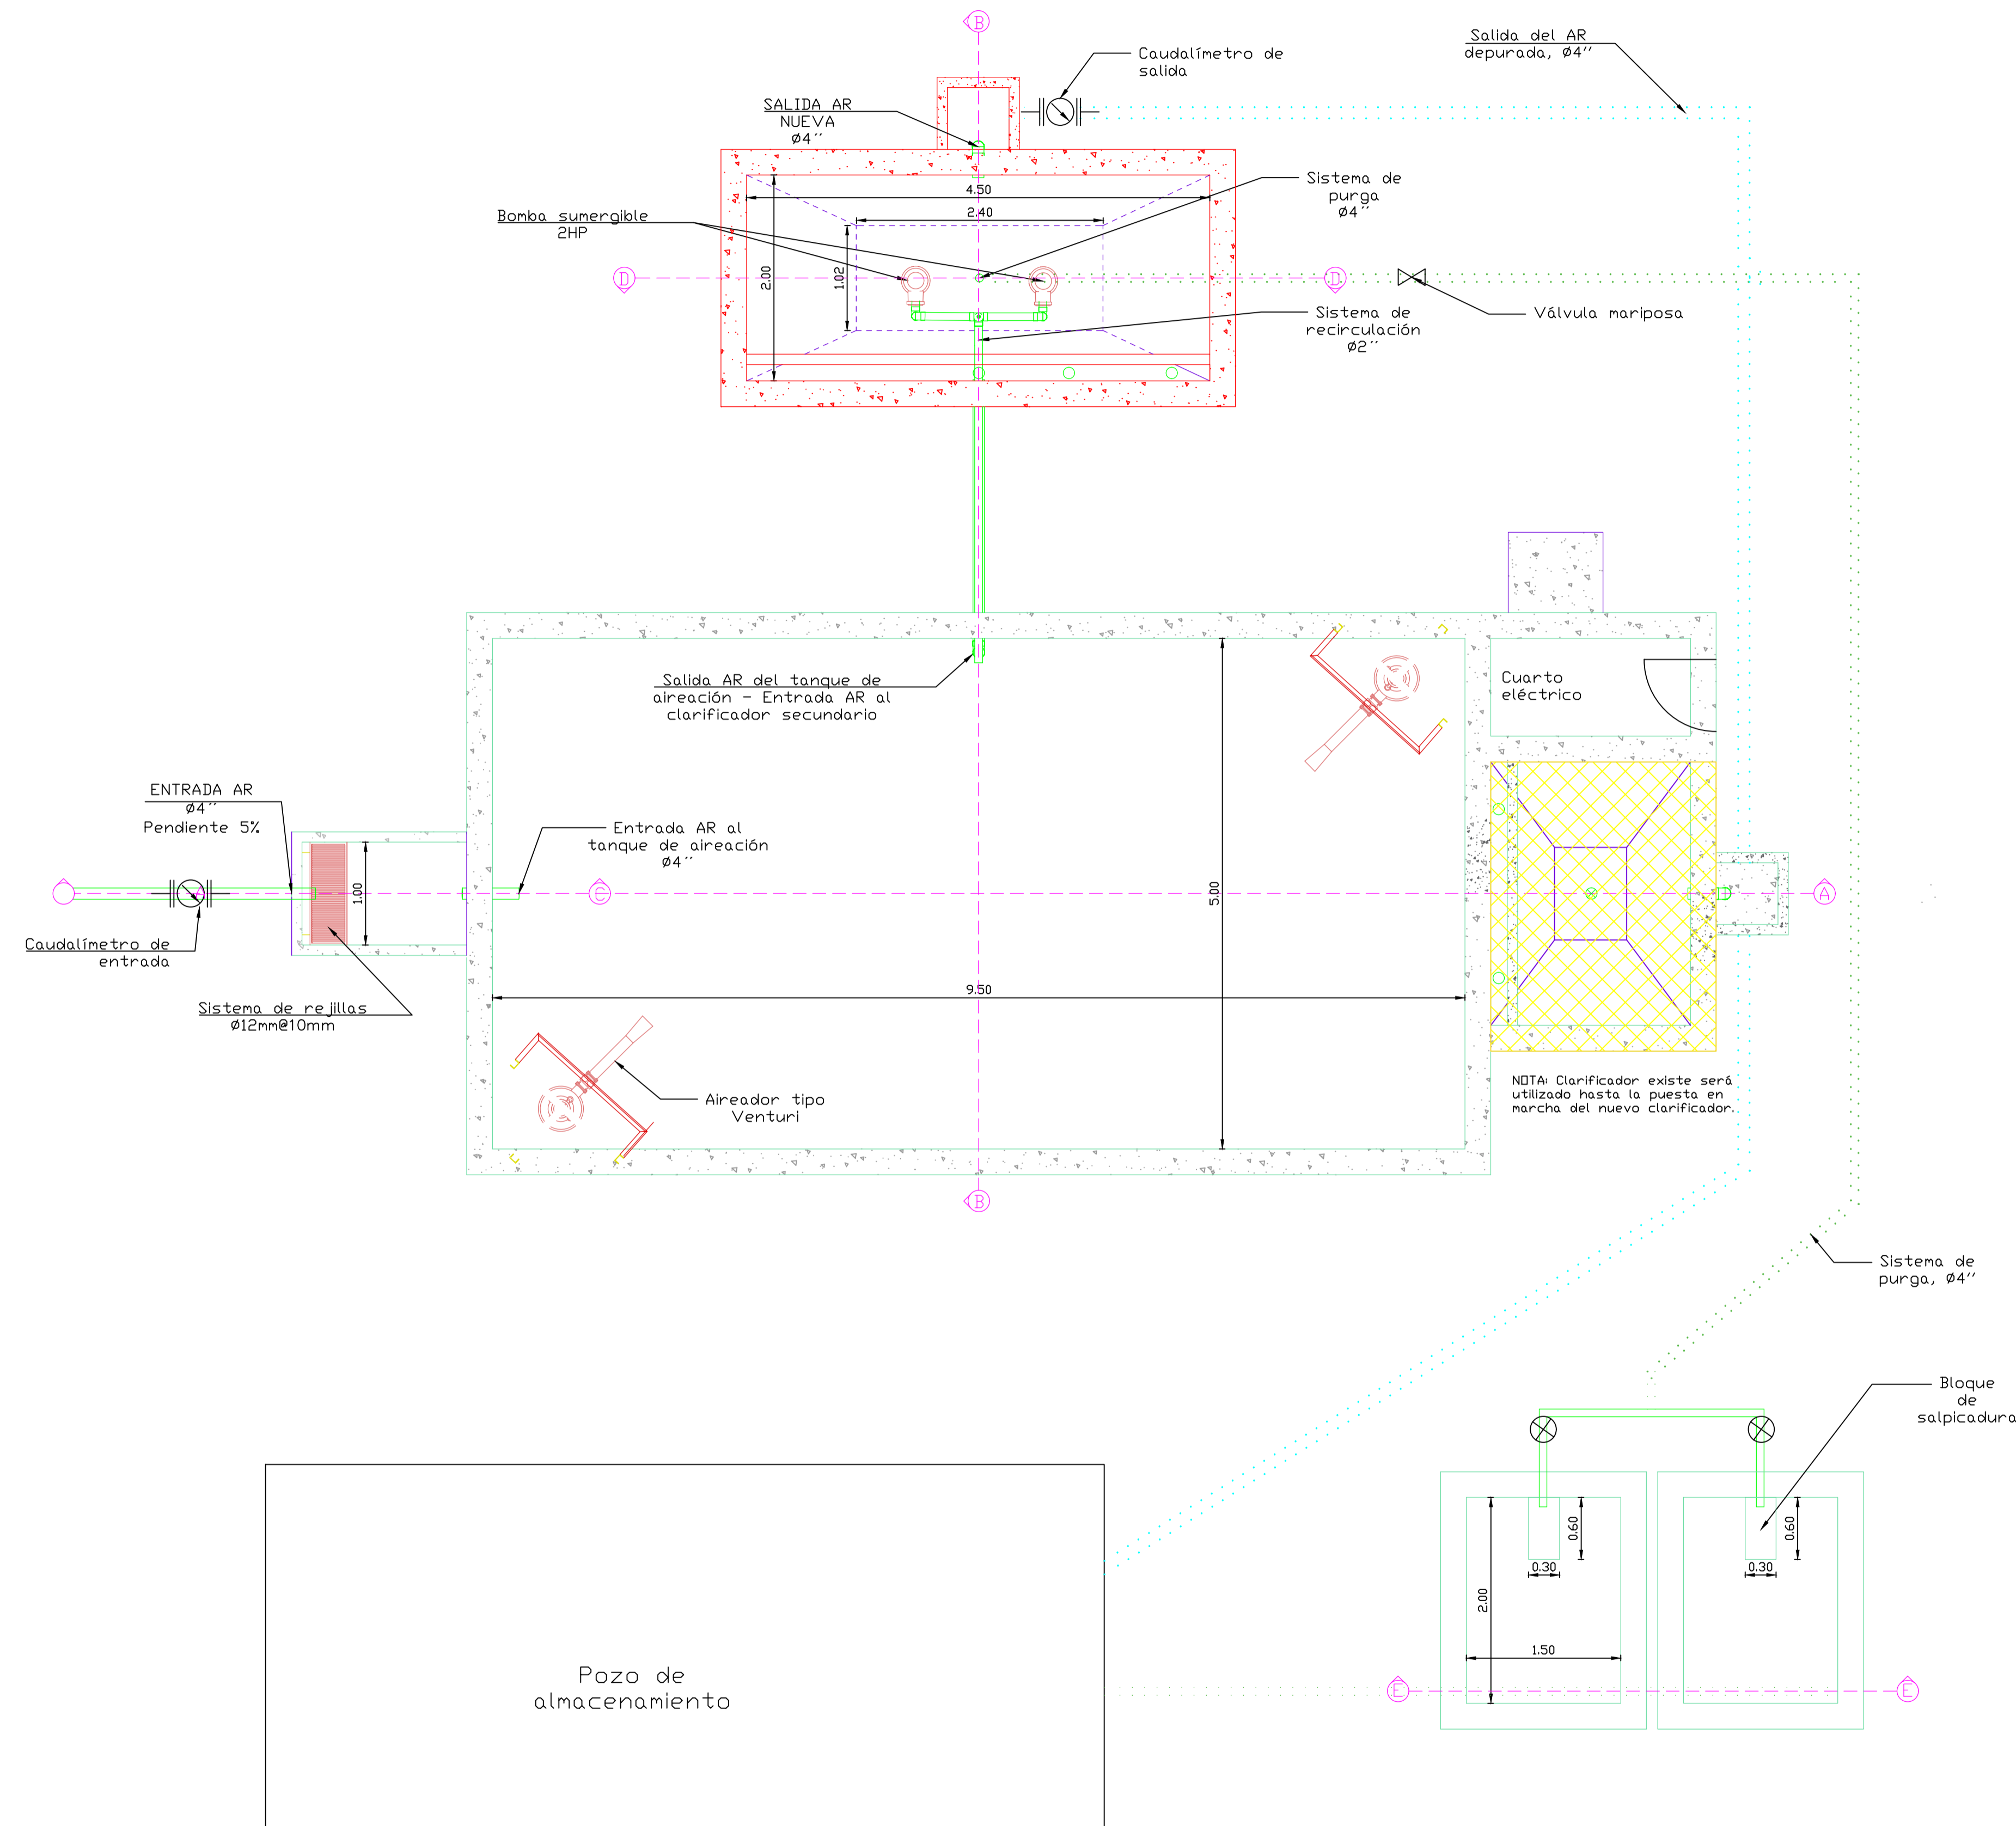 B
Caudalímetro de
salida
Salida del AR
depurada, Ø4''
SALIDA AR
NUEVA
Ø4''
Sistema de
purga
Ø4''
4.50
2.40
Bomba sumergible
2HP
2.00
1.02
D
D
Sistema de
recirculación
Ø2''
Válvula mariposa
Salida AR del tanque de
aireación - Entrada AR al
clarificador secundario
Cuarto
eléctrico
ENTRADA AR
Ø4''
Pendiente 5%
Entrada AR al
tanque de aireación
Ø4''
1.00
5.00
A
C
A
Caudalímetro de
entrada
9.50
Sistema de rejillas
Ø12mm@10mm
Aireador tipo
Venturi
NOTA: Clarificador existe será
utilizado hasta la puesta en
marcha del nuevo clarificador.
B
Sistema de
purga, Ø4''
Bloque
de
salpicadura
0.60
0.60
0.30
0.30
2.00
1.50
Pozo de
almacenamiento
E
E